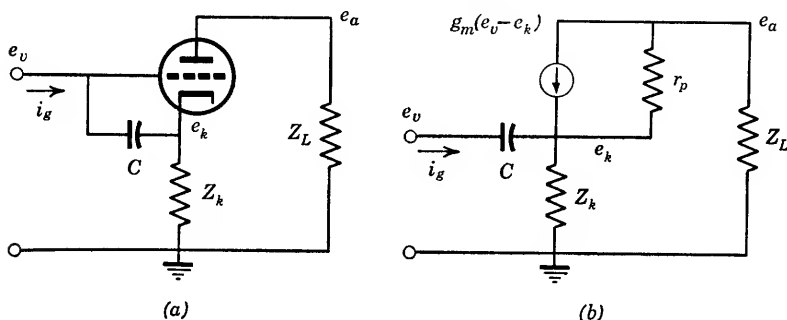 e_v
i_g
C
e_k
Z_k
Z_L
e_a
(a)
g_m(e_v–e_k)
e_a
r_p
e_v
i_g
C
e_k
Z_k
Z_L
(b)